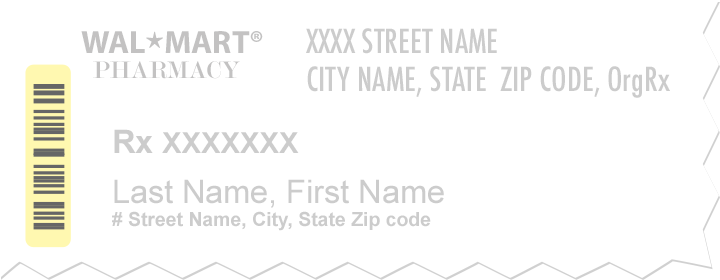 WAL★MART®
PHARMACY
XXXX STREET NAME
CITY NAME, STATE ZIP CODE, OrgRx
Rx XXXXXXX
Last Name, First Name
# Street Name, City, State Zip code